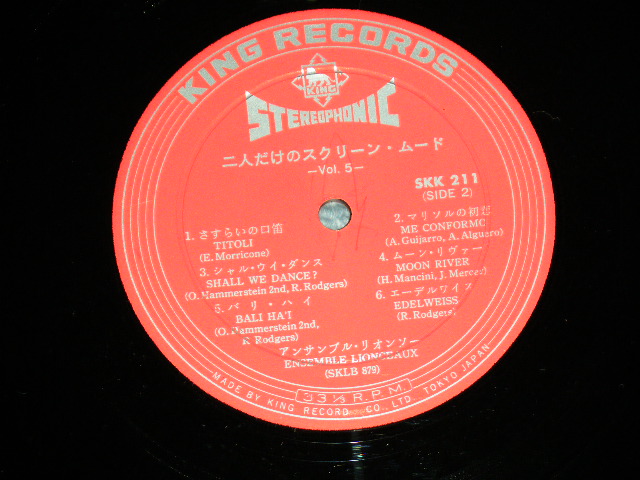 KING RECORDS
KING
STEREOPHONIC
二人だけのスクリーン・ムード
—Vol. 5—
SKK 211
(SIDE 2)
1. さすらいの口笛
TITOLI
(E. Morricone)
2. マリソルの初恋
ME CONFORMC
(A. Guijarro, A. Alguero)
3. シャル・ウイ・ダンス
SHALL WE DANCE?
(O. Hammerstein 2nd, R. Rodgers)
4. ムーン・リヴァー
MOON RIVER
(H. Mancini, J. Mercer)
5. バリ・ハイ
BALI HA'I
(O. Hammerstein 2nd,
R Rodgers)
6. エーデルワイス
EDELWEISS
(R. Rodgers,
アンサンブル・リオンソー
ENSEMBLE LIONCEAUX
(SKLB 879)
33⅓ R.P.M.
MADE BY KING RECORD CO., LTD. TOKYO JAPAN